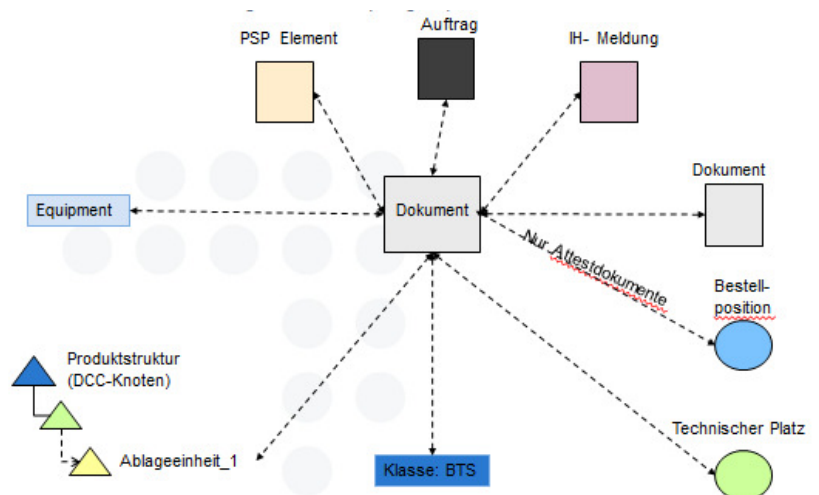 Auftrag
PSP Element
IH- Meldung
Dokument
Equipment
Dokument
Nur Attestdokumente
Bestell-
position
Produktstruktur
(DCC-Knoten)
Technischer Platz
Ablageeinheit_1
Klasse: BTS